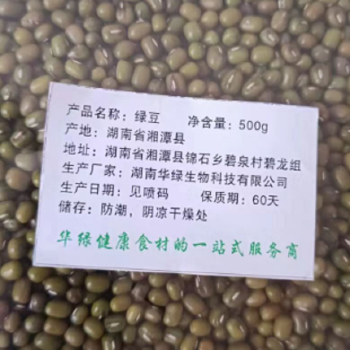 产品名称：绿豆 净含量：500g
产地：湖南省湘潭县
地址：湖南省湘潭县锦石乡碧泉村碧龙组
生产厂家：湖南华绿生物科技有限公司
生产日期：见喷码 保质期：60天
储存：防潮，阴凉干燥处
华绿健康食材的一站式服务商